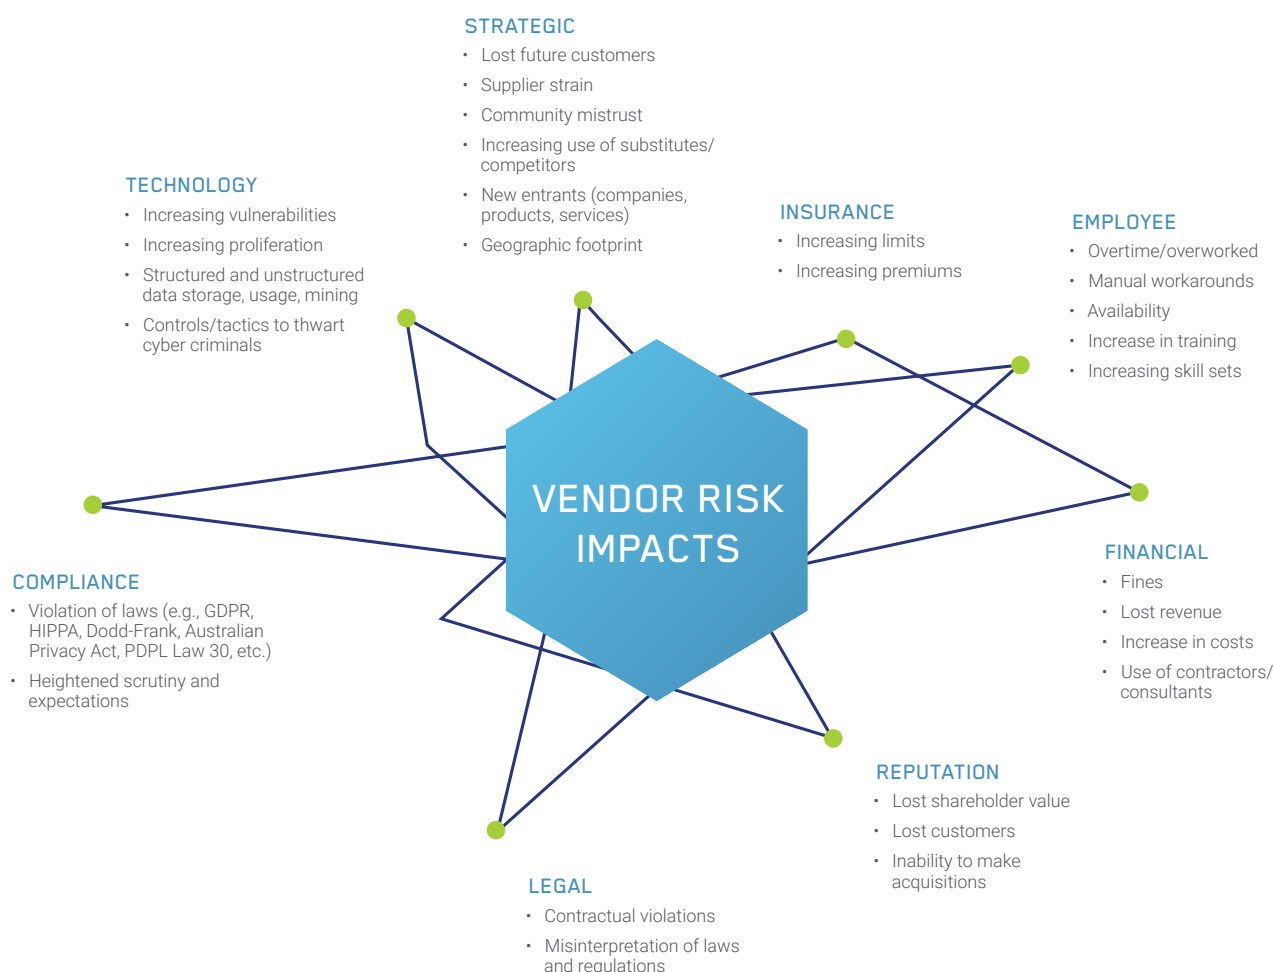 STRATEGIC
• Lost future customers
• Supplier strain
• Community mistrust
• Increasing use of substitutes/
competitors
• New entrants (companies,
products, services)
• Geographic footprint
TECHNOLOGY
• Increasing vulnerabilities
• Increasing proliferation
• Structured and unstructured
data storage, usage, mining
• Controls/tactics to thwart
cyber criminals
INSURANCE
• Increasing limits
• Increasing premiums
EMPLOYEE
• Overtime/overworked
• Manual workarounds
• Availability
• Increase in training
• Increasing skill sets
VENDOR RISK
IMPACTS
COMPLIANCE
• Violation of laws (e.g., GDPR,
HIPPA, Dodd-Frank, Australian
Privacy Act, PDPL Law 30, etc.)
• Heightened scrutiny and
expectations
FINANCIAL
• Fines
• Lost revenue
• Increase in costs
• Use of contractors/
consultants
REPUTATION
• Lost shareholder value
• Lost customers
• Inability to make
acquisitions
LEGAL
• Contractual violations
• Misinterpretation of laws
and regulations